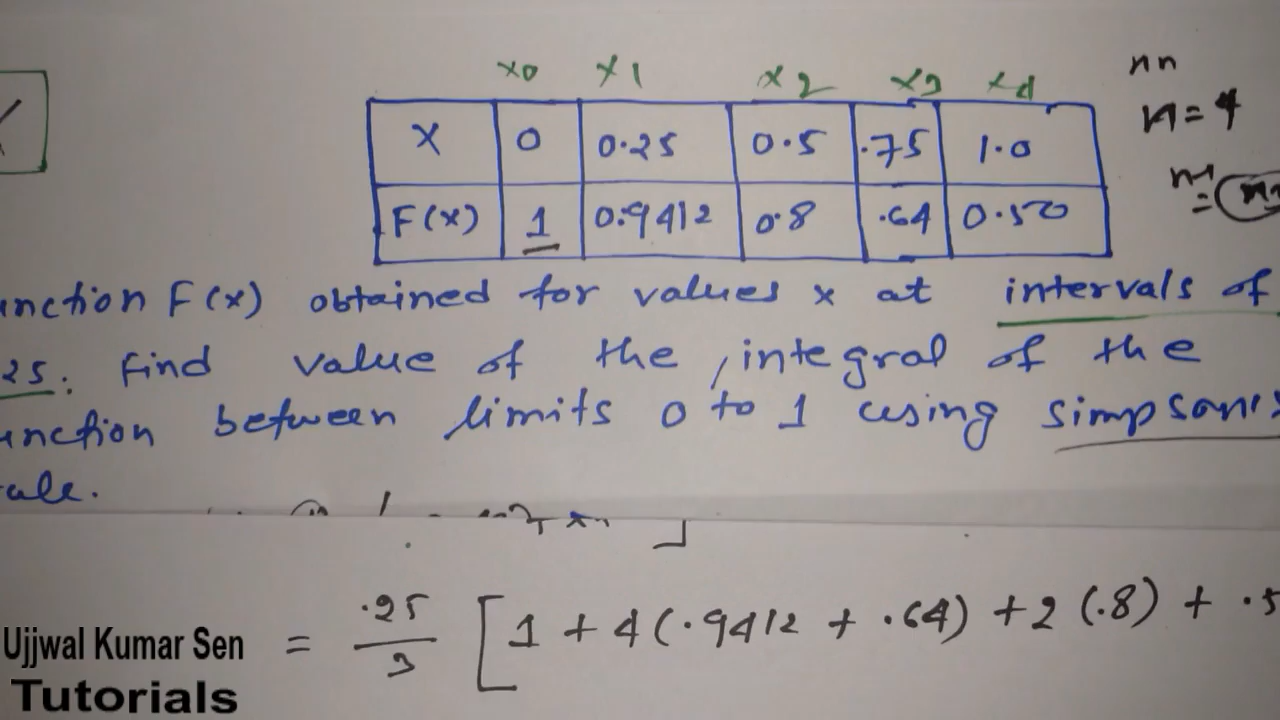 x0 x1 x2 x3 x4
nn
n=4
X 0 0.25 0.5 .75 1.0
F(x) 1 0.9412 0.8 .64 0.50
unction F(x) obtained for values x at intervals of
25. Find value of the, integral of the
unction between limits 0 to 1 using simpson's
ule.
= .25/3 [1 + 4(.9412 + .64) + 2(.8) + .5
Ujjwal Kumar Sen
Tutorials